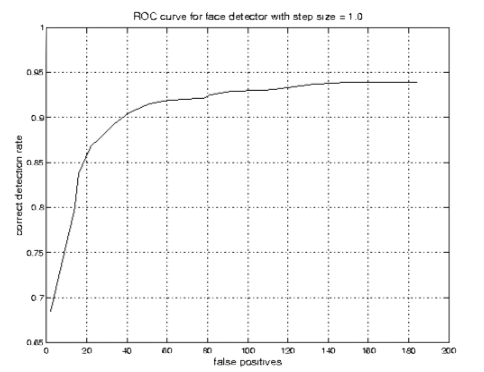 ROC curve for face detector with step size = 1.0
1
0.95
0.9
0.85
0.8
0.75
0.7
0.65
correct detection rate
0 20 40 60 80 100 120 140 160 180 200
false positives